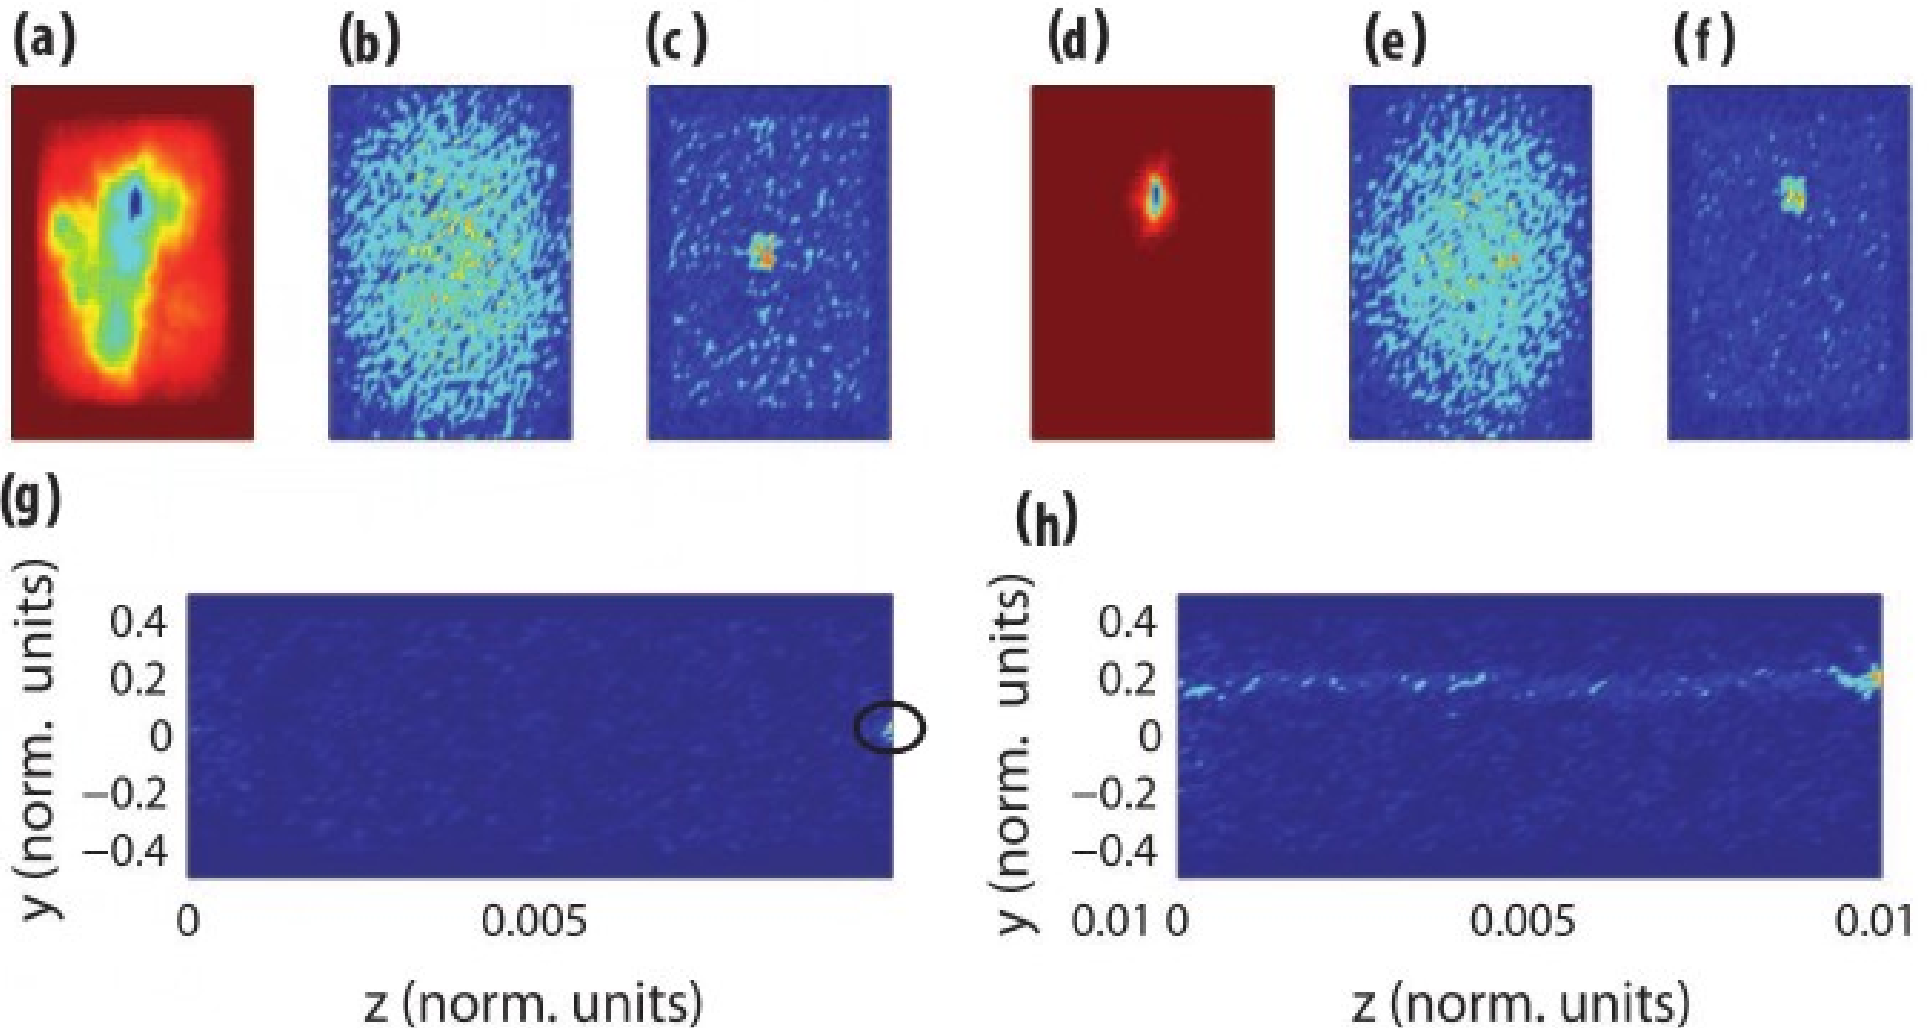 (a) (b) (c) (d) (e) (f)
(g)
y (norm. units)
0.4
0.2
0
−0.2
−0.4
0 0.005 0.01
z (norm. units)
(h)
y (norm. units)
0.4
0.2
0
−0.2
−0.4
0 0.005 0.01
z (norm. units)